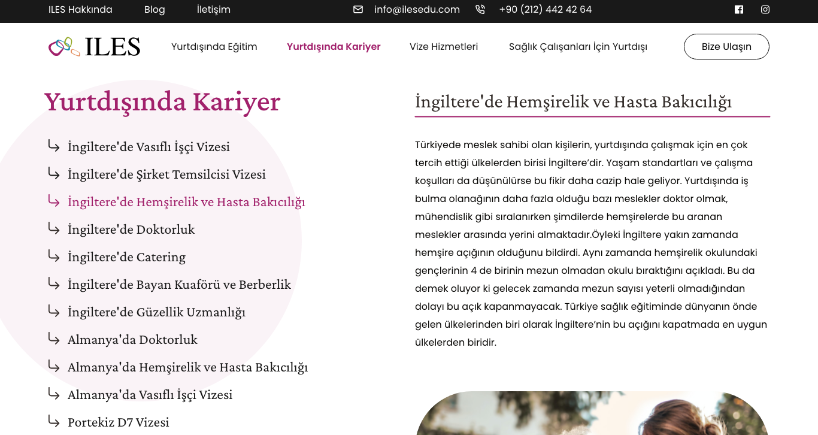 ILES Hakkında Blog İletişim info@ilesedu.com +90 (212) 442 42 64
ILES Yurtdışında Eğitim Yurtdışında Kariyer Vize Hizmetleri Sağlık Çalışanları İçin Yurtdışı Bize Ulaşın
Yurtdışında Kariyer
İngiltere'de Vasıflı İşçi Vizesi
İngiltere'de Şirket Temsilcisi Vizesi
İngiltere'de Hemşirelik ve Hasta Bakıcılığı
İngiltere'de Doktorluk
İngiltere'de Catering
İngiltere'de Bayan Kuaförü ve Berberlik
İngiltere'de Güzellik Uzmanlığı
Almanya'da Doktorluk
Almanya'da Hemşirelik ve Hasta Bakıcılığı
Almanya'da Vasıflı İşçi Vizesi
Portekiz D7 Vizesi
İngiltere'de Hemşirelik ve Hasta Bakıcılığı
Türkiyede meslek sahibi olan kişilerin, yurtdışında çalışmak için en çok
tercih ettiği ülkelerden birisi İngiltere’dir. Yaşam standartları ve çalışma
koşulları da düşünülürse bu fikir daha cazip hale geliyor. Yurtdışında iş
bulma olanağının daha fazla olduğu bazı meslekler doktor olmak,
mühendislik gibi sıralanırken şimdilerde hemşirelerde bu aranan
meslekler arasında yerini almaktadır.Öyleki İngiltere yakın zamanda
hemşire açığının olduğunu bildirdi. Aynı zamanda hemşirelik okulundaki
gençlerinin 4 de birinin mezun olmadan okulu bıraktığını açıkladı. Bu da
demek oluyor ki gelecek zamanda mezun sayısı yeterli olmadığından
dolayı bu açık kapanmayacak. Türkiye sağlık eğitiminde dünyanın önde
gelen ülkelerinden biri olarak İngiltere’nin bu açığını kapatmada en uygun
ülkelerden biridir.